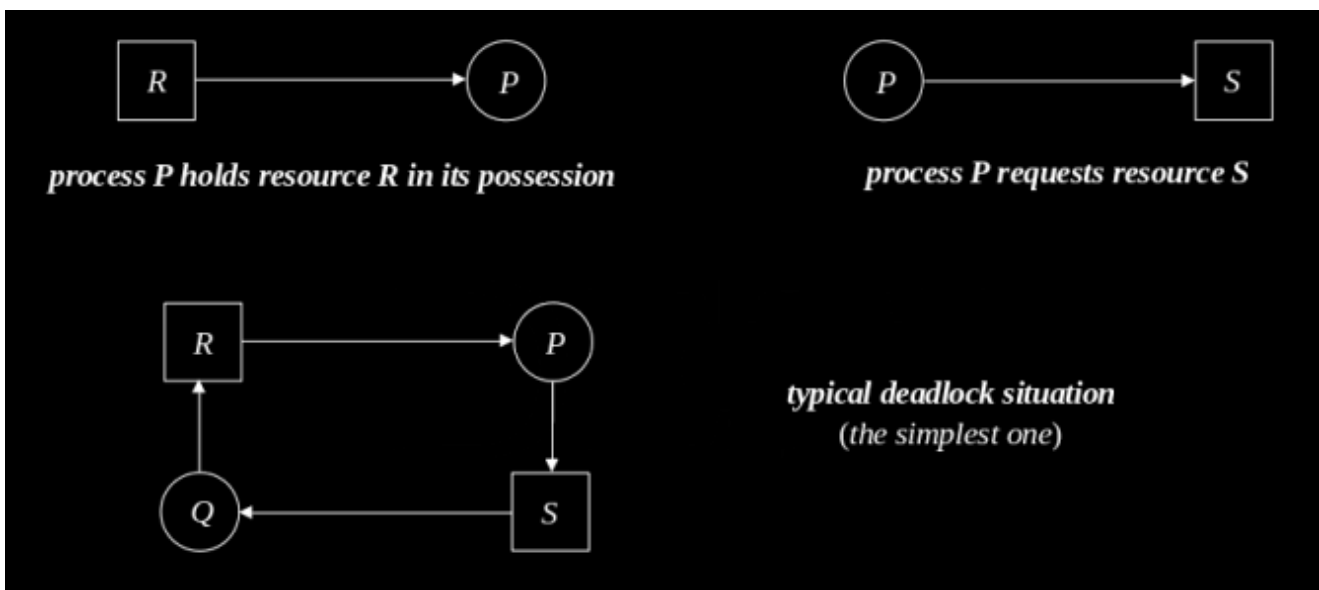 R
P
P
S
process P holds resource R in its possession
process P requests resource S
R
P
typical deadlock situation
(the simplest one)
Q
S